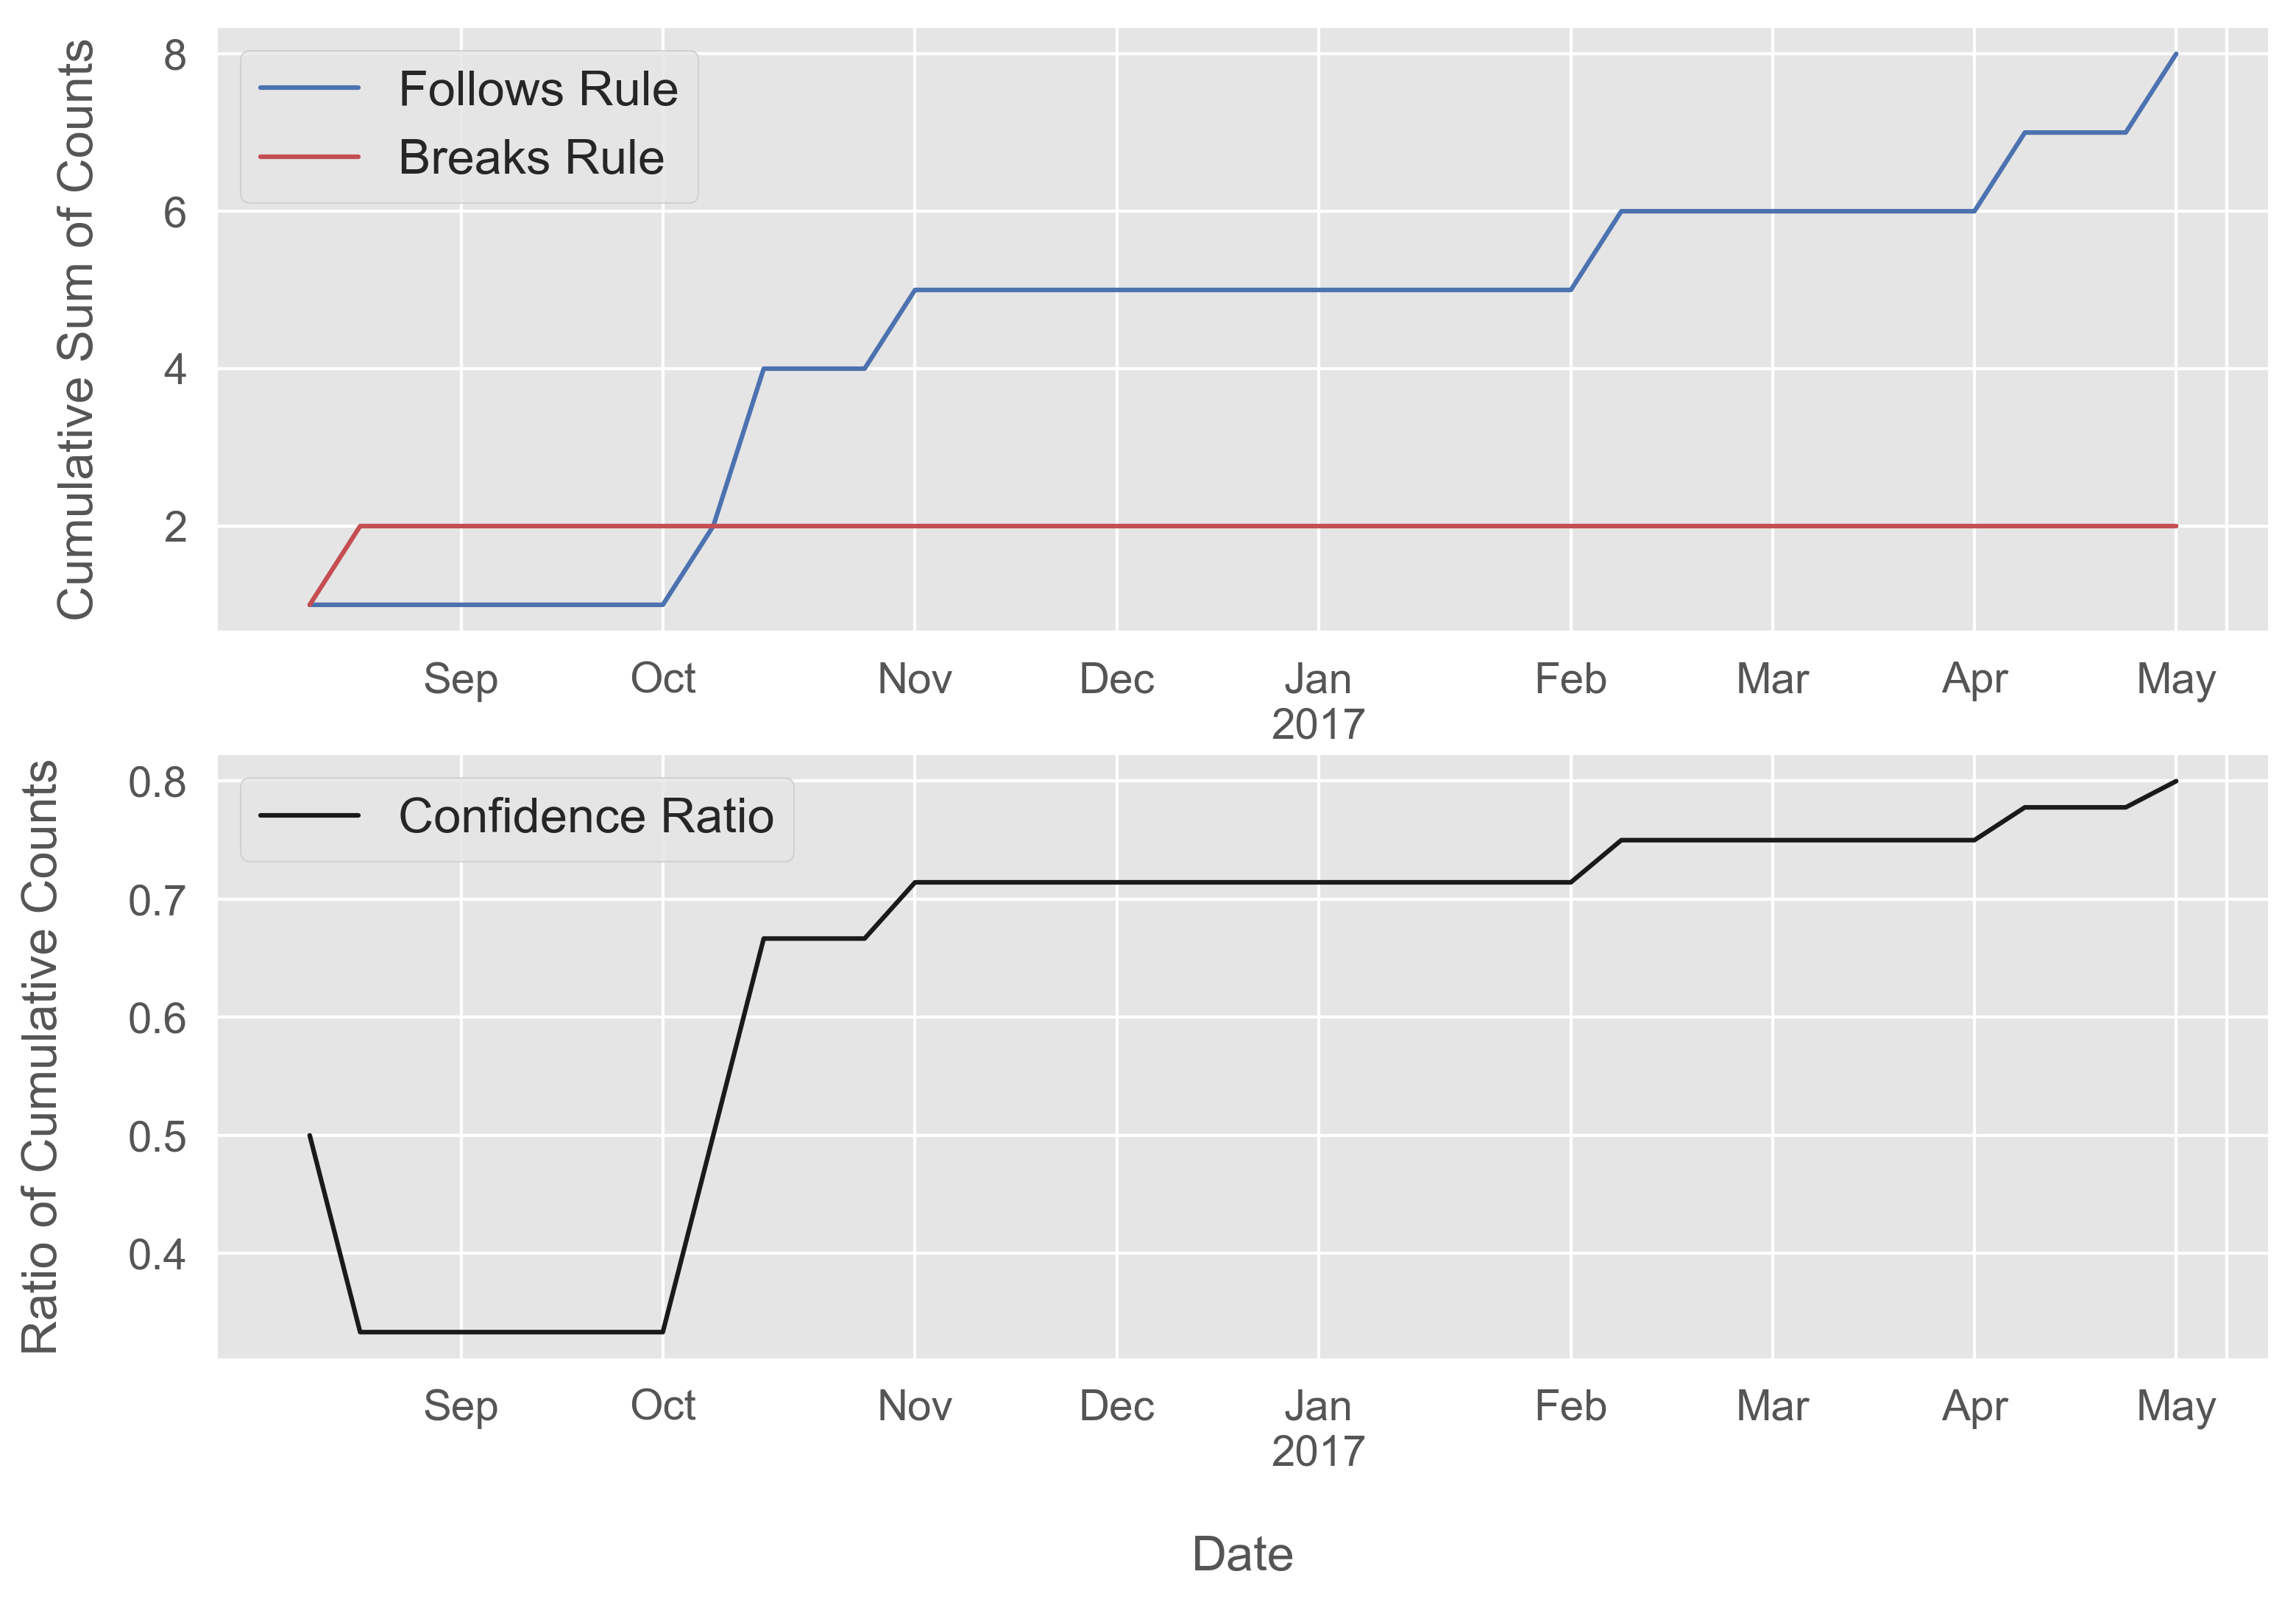 Cumulative Sum of Counts
8
6
4
2
Follows Rule
Breaks Rule
Sep Oct Nov Dec Jan Feb Mar Apr May
2017
Ratio of Cumulative Counts
0.8
0.7
0.6
0.5
0.4
Confidence Ratio
Sep Oct Nov Dec Jan Feb Mar Apr May
2017
Date